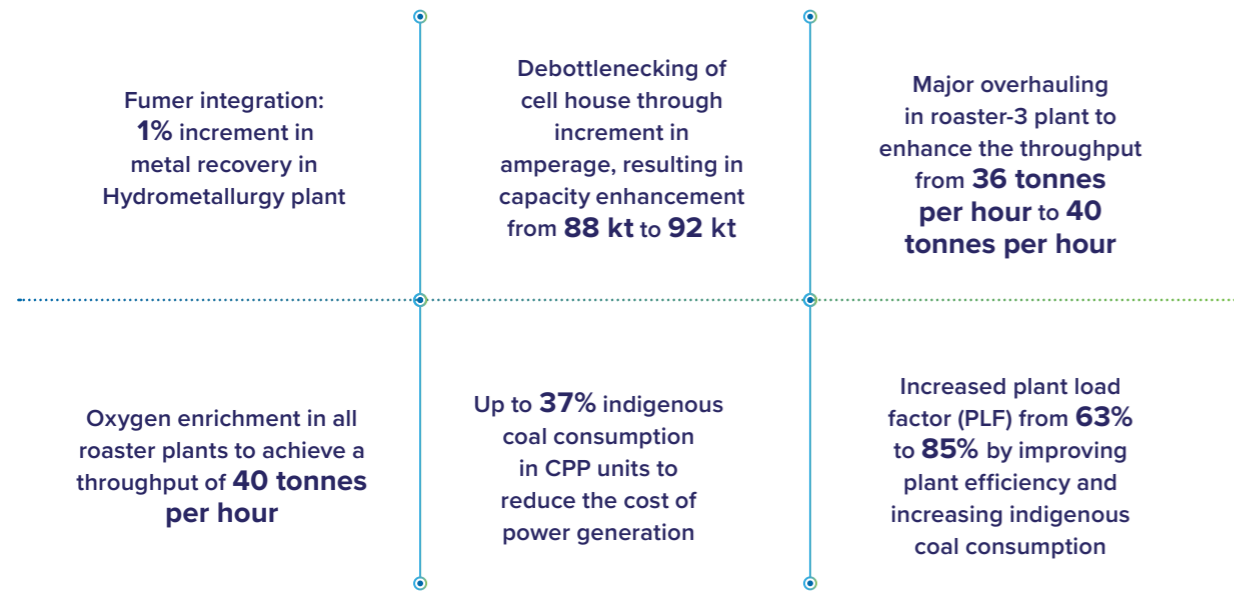 Fumer integration:
1% increment in
metal recovery in
Hydrometallurgy plant
Debottlenecking of
cell house through
increment in
amperage, resulting in
capacity enhancement
from 88 kt to 92 kt
Major overhauling
in roaster-3 plant to
enhance the throughput
from 36 tonnes
per hour to 40
tonnes per hour
Oxygen enrichment in all
roaster plants to achieve a
throughput of 40 tonnes
per hour
Up to 37% indigenous
coal consumption
in CPP units to
reduce the cost of
power generation
Increased plant load
factor (PLF) from 63%
to 85% by improving
plant efficiency and
increasing indigenous
coal consumption